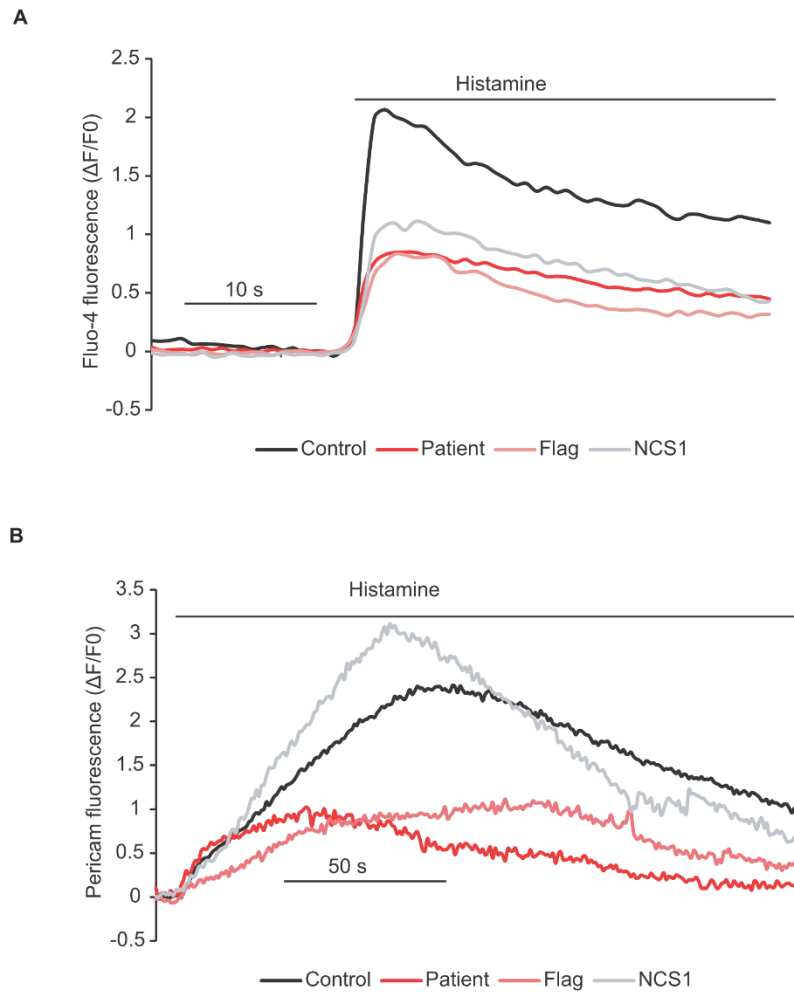 A
2.5
Histamine
2
1.5
1
0.5
10 s
0
-0.5
Fluo-4 fluorescence (ΔF/F0)
Control Patient Flag NCS1
B
3.5
Histamine
3
2.5
2
1.5
1
0.5
50 s
0
-0.5
Pericam fluorescence (ΔF/F0)
Control Patient Flag NCS1